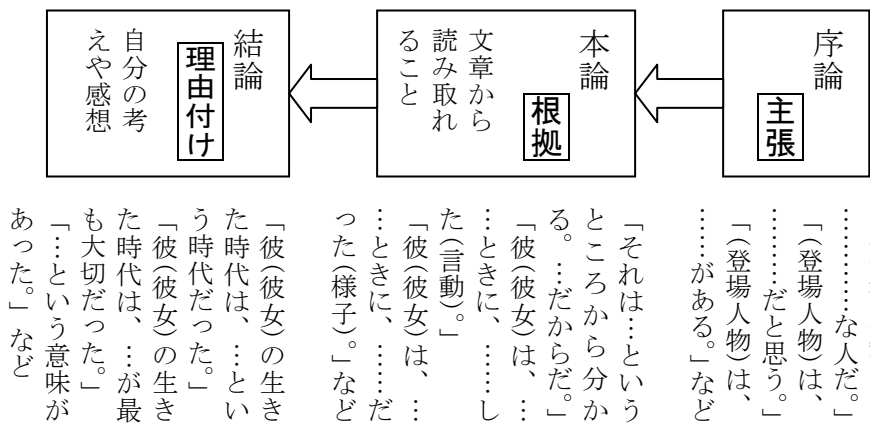 序論
主張
…………な人だ。」
「(登場人物)は、
………だと思う。」
「(登場人物)は、
……がある。」など
本論
根拠
文章から
読み取れ
ること
「それは…という
ところから分か
る。…だからだ。」
「彼(彼女)は、…
…ときに、……し
た(言動)。」
「彼(彼女)は、…
…ときに、……だ
った(様子)。」など
結論
理由付け
自分の考
えや感想
「彼(彼女)の生き
た時代は、…とい
う時代だった。」
「彼(彼女)の生き
た時代は、…が最
も大切だった。」
「…という意味が
あった。」など